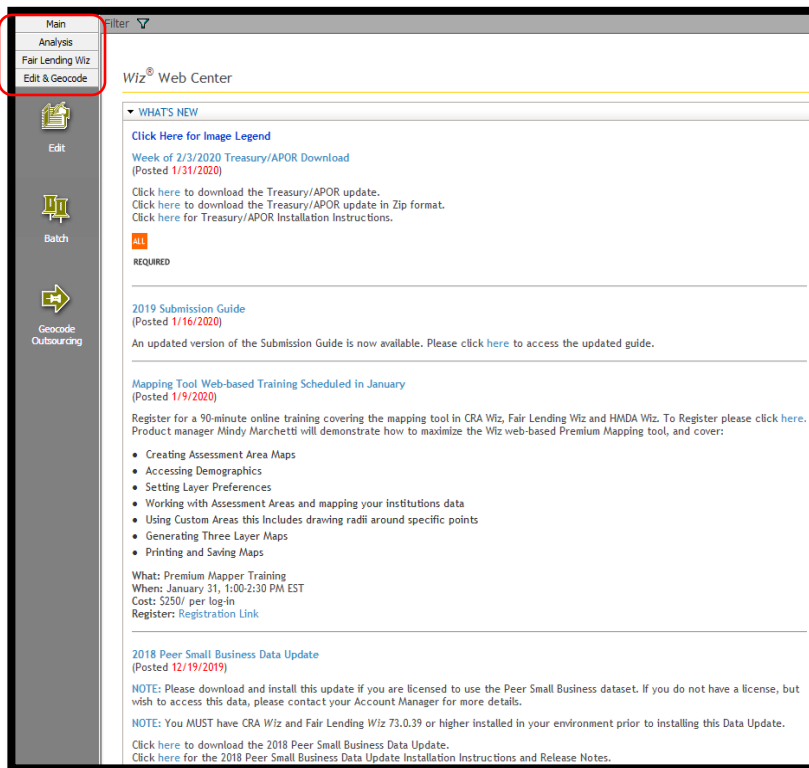 Main
Analysis
Fair Lending Wiz
Edit & Geocode
Edit
Batch
Geocode
Outsourcing
Filter
Wiz® Web Center
WHAT'S NEW
Click Here for Image Legend
Week of 2/3/2020 Treasury/APOR Download
(Posted 1/31/2020)
Click here to download the Treasury/APOR update.
Click here to download the Treasury/APOR update in Zip format.
Click here for Treasury/APOR Installation Instructions.
ALL
REQUIRED
2019 Submission Guide
(Posted 1/16/2020)
An updated version of the Submission Guide is now available. Please click here to access the updated guide.
Mapping Tool Web-based Training Scheduled in January
(Posted 1/9/2020)
Register for a 90-minute online training covering the mapping tool in CRA Wiz, Fair Lending Wiz and HMDA Wiz. To Register please click here.
Product manager Mindy Marchetti will demonstrate how to maximize the Wiz web-based Premium Mapping tool, and cover:
• Creating Assessment Area Maps
• Accessing Demographics
• Setting Layer Preferences
• Working with Assessment Areas and mapping your institutions data
• Using Custom Areas this Includes drawing radii around specific points
• Generating Three Layer Maps
• Printing and Saving Maps
What: Premium Mapper Training
When: January 31, 1:00-2:30 PM EST
Cost: $250/ per log-in
Register: Registration Link
2018 Peer Small Business Data Update
(Posted 12/19/2019)
NOTE: Please download and install this update if you are licensed to use the Peer Small Business dataset. If you do not have a license, but
wish to access this data, please contact your Account Manager for more details.
NOTE: You MUST have CRA Wiz and Fair Lending Wiz 73.0.39 or higher installed in your environment prior to installing this Data Update.
Click here to download the 2018 Peer Small Business Data Update.
Click here for the 2018 Peer Small Business Data Update Installation Instructions and Release Notes.